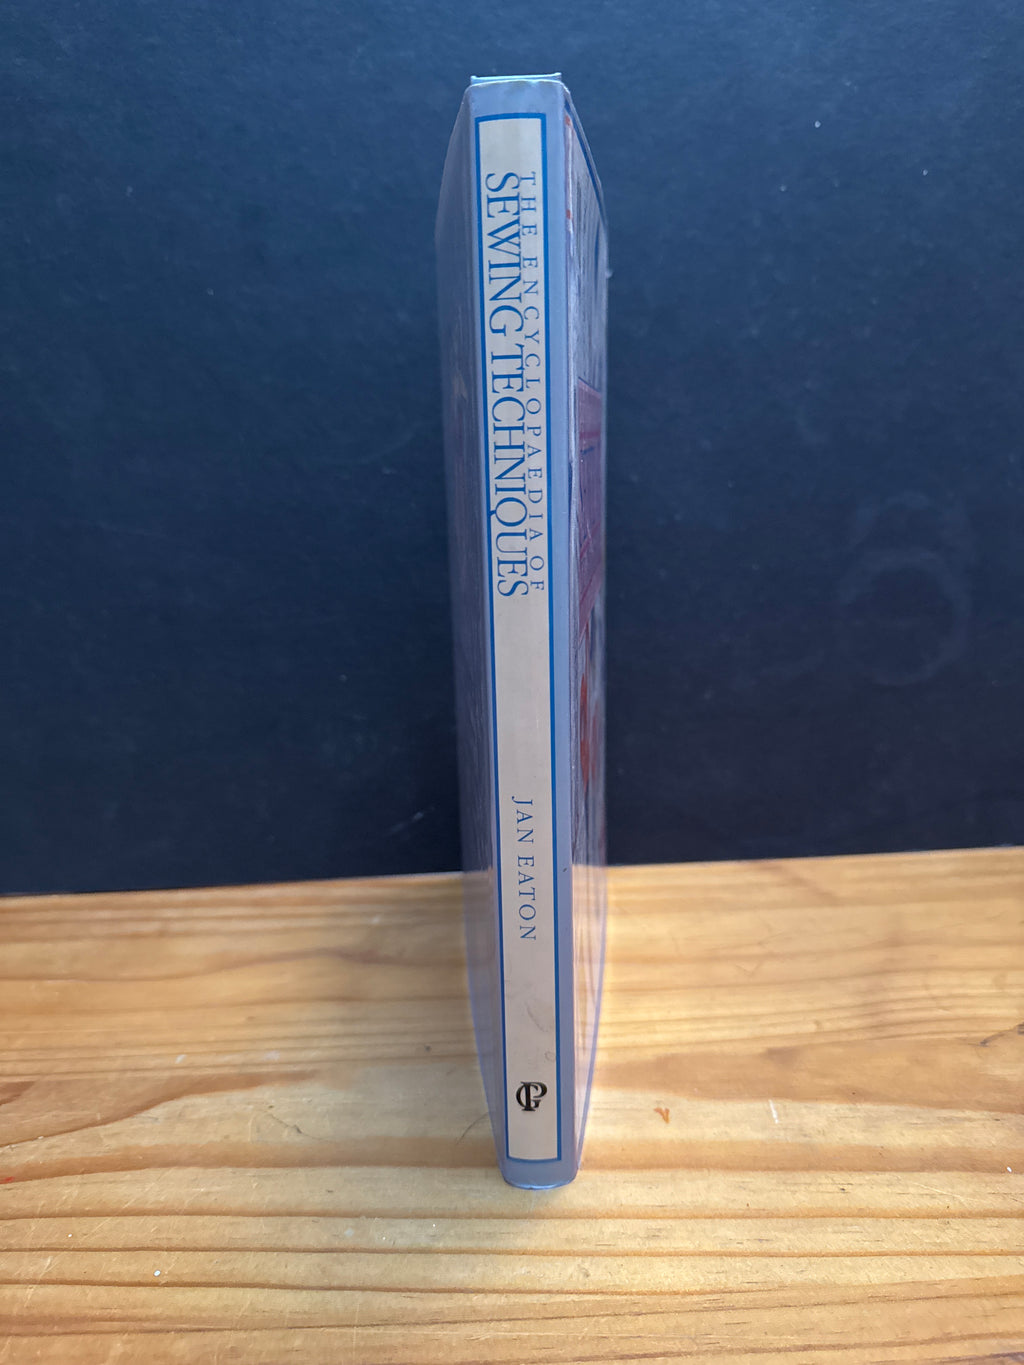 THE ENCYCLOPAEDIA OF
SEWING TECHNIQUES
JAN EATON